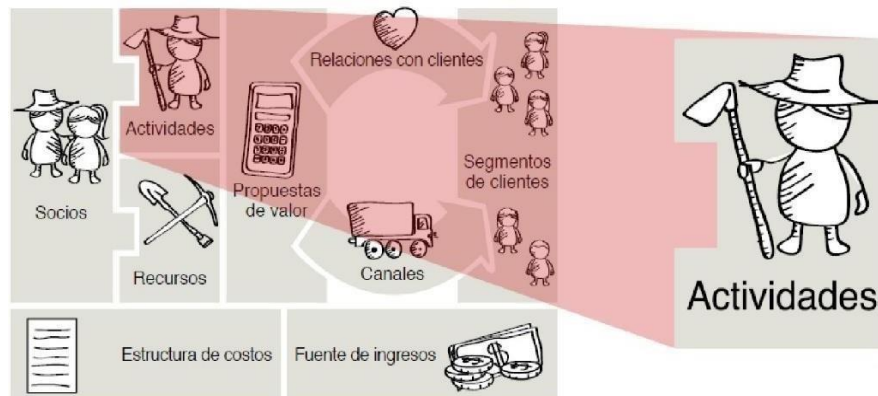 Relaciones con clientes
Actividades
Socios
Propuestas
de valor
Segmentos
de clientes
Recursos
Canales
Estructura de costos
Fuente de ingresos
Actividades